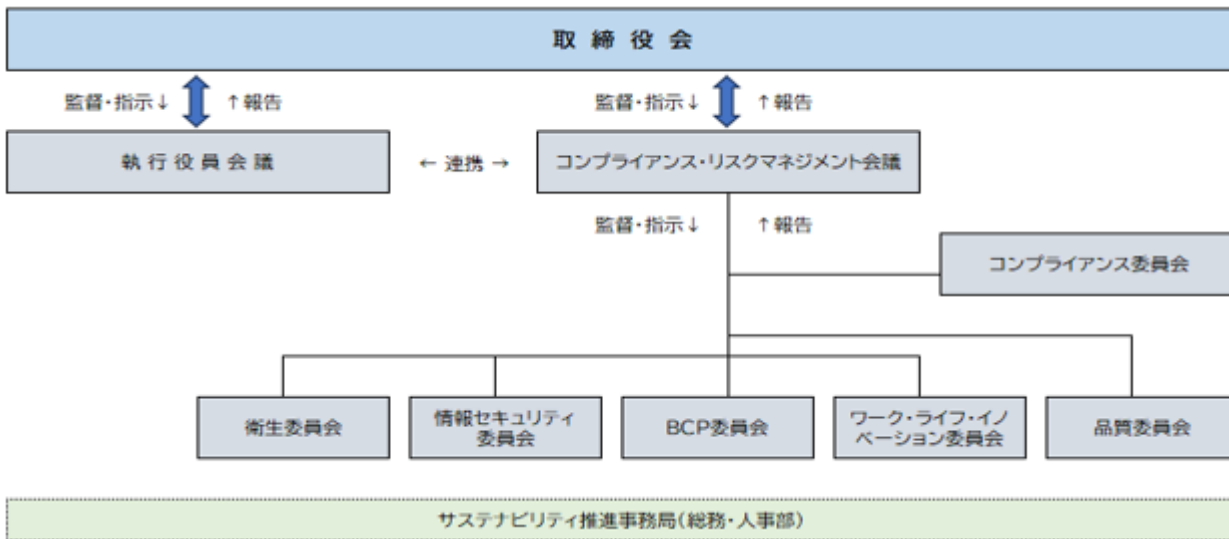 取 締 役 会
監督・指示↓ ↑報告 監督・指示↓ ↑報告
執 行 役 員 会 議 ← 連携 → コンプライアンス・リスクマネジメント会議
監督・指示↓ ↑報告
コンプライアンス委員会
衛生委員会
情報セキュリティ
委員会
BCP委員会
ワーク・ライフ・イノ
ベーション委員会
品質委員会
サステナビリティ推進事務局(総務・人事部)